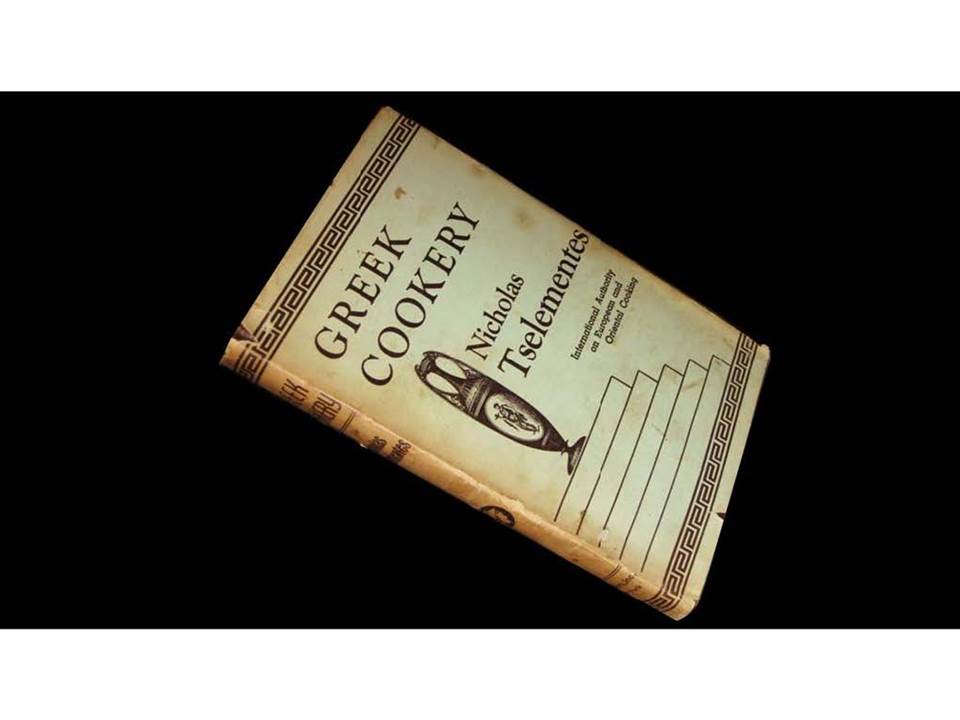 GREEK
COOKERY
Nicholas
Tselementes
International Authority
on European and
Oriental Cooking